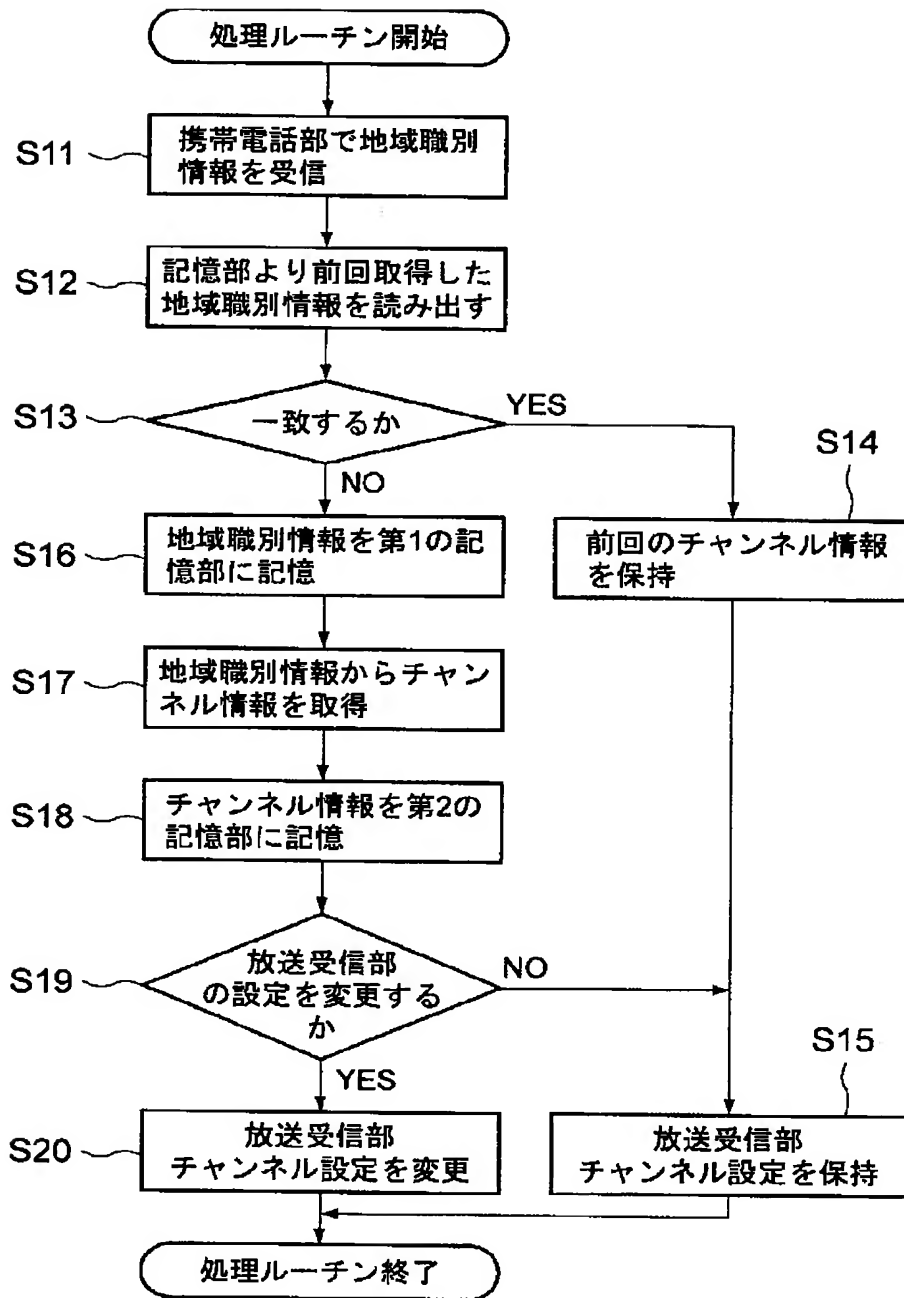 処理ルーチン開始
S11
携帯電話部で地域職別
情報を受信
S12
記憶部より前回取得した
地域職別情報を読み出す
S13
一致するか
YES
NO
S14
前回のチャンネル情報
を保持
S16
地域職別情報を第1の記
憶部に記憶
S17
地域職別情報からチャン
ネル情報を取得
S18
チャンネル情報を第2の
記憶部に記憶
S19
放送受信部
の設定を変更する
か
NO
YES
S15
放送受信部
チャンネル設定を保持
S20
放送受信部
チャンネル設定を変更
処理ルーチン終了